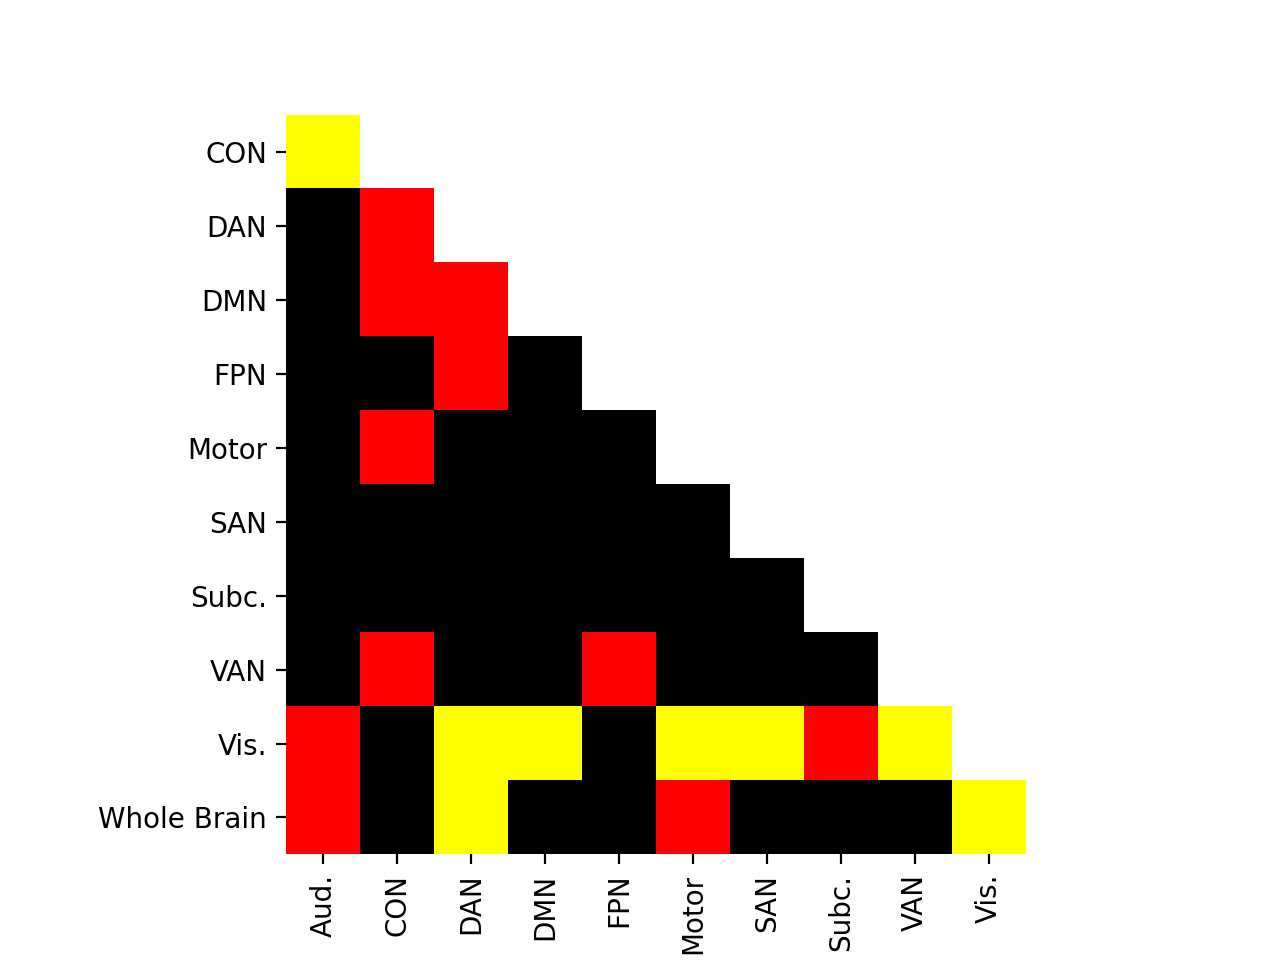 CON
DAN
DMN
FPN
Motor
SAN
Subc.
VAN
Vis.
Whole Brain
Aud.
CON
DAN
DMN
FPN
Motor
SAN
Subc.
VAN
Vis.